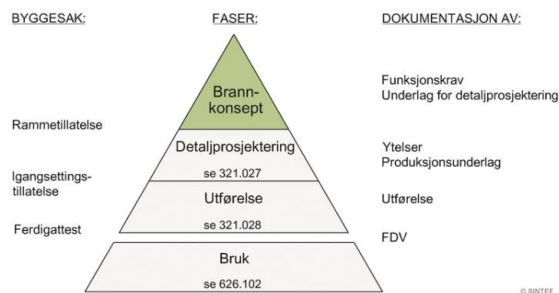 BYGGESAK:
FASER:
DOKUMENTASJON AV:
Brann-
konsept
Funksjonskrav
Underlag for detaljprosjektering
Rammetillatelse
Detaljprosjektering
se 321.027
Ytelser
Produksjonsunderlag
Igangsettings-
tillatelse
Utførelse
se 321.028
Utførelse
Ferdigattest
FDV
Bruk
se 626.102
© SINTEF